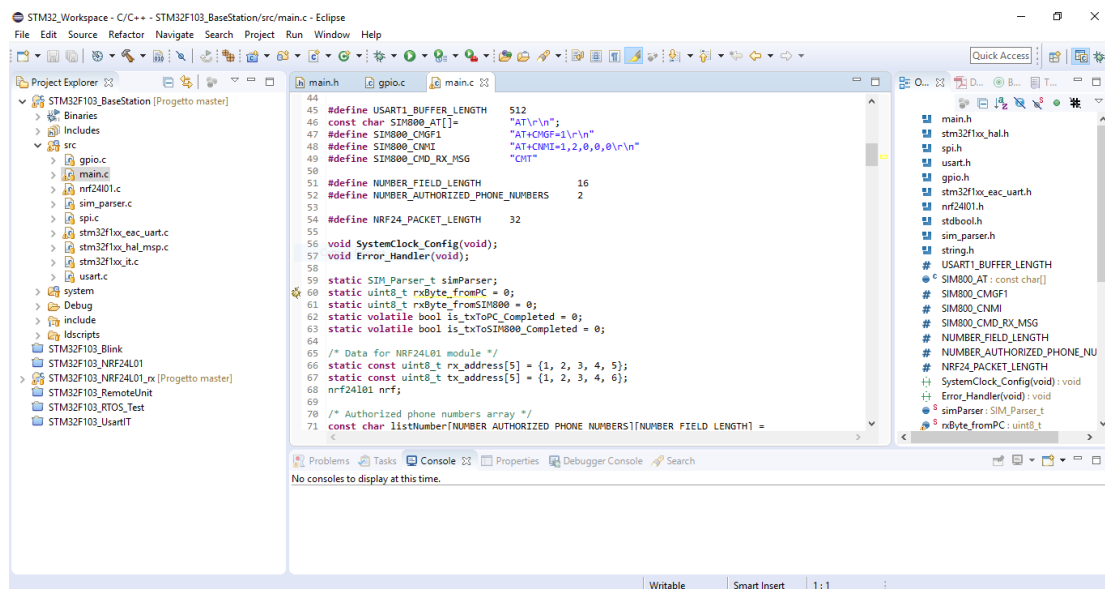 STM32_Workspace - C/C++ - STM32F103_BaseStation/src/main.c - Eclipse
File Edit Source Refactor Navigate Search Project Run Window Help
Quick Access
Project Explorer
STM32F103_BaseStation [Progetto master]
Binaries
Includes
src
gpio.c
main.c
nrf24l01.c
sim_parser.c
spi.c
stm32f1xx_eac_uart.c
stm32f1xx_hal_msp.c
stm32f1xx_it.c
usart.c
system
Debug
include
ldscripts
STM32F103_Blink
STM32F103_NRF24L01
STM32F103_NRF24L01_rx [Progetto master]
STM32F103_RemoteUnit
STM32F103_RTOS_Test
STM32F103_UsartIT
main.h gpio.c main.c
44
45 #define USART1_BUFFER_LENGTH 512
46 const char SIM800_AT[]= "AT\r\n";
47 #define SIM800_CMGF1 "AT+CMGF=1\r\n"
48 #define SIM800_CNMI "AT+CNMI=1,2,0,0,0\r\n"
49 #define SIM800_CMD_RX_MSG "CMT"
50
51 #define NUMBER_FIELD_LENGTH 16
52 #define NUMBER_AUTHORIZED_PHONE_NUMBERS 2
53
54 #define NRF24_PACKET_LENGTH 32
55
56 void SystemClock_Config(void);
57 void Error_Handler(void);
58
59 static SIM_Parser_t simParser;
60 static uint8_t rxByte_fromPC = 0;
61 static uint8_t rxByte_fromSIM800 = 0;
62 static volatile bool is_txToPC_Completed = 0;
63 static volatile bool is_txToSIM800_Completed = 0;
64
65 /* Data for NRF24L01 module */
66 static const uint8_t rx_address[5] = {1, 2, 3, 4, 5};
67 static const uint8_t tx_address[5] = {1, 2, 3, 4, 6};
68 nrf24l01 nrf;
69
70 /* Authorized phone numbers array */
71 const char listNumber[NUMBER_AUTHORIZED_PHONE_NUMBERS][NUMBER_FIELD_LENGTH] =
O... D... B... T...
main.h
stm32f1xx_hal.h
spi.h
usart.h
gpio.h
stm32f1xx_eac_uart.h
nrf24l01.h
stdbool.h
sim_parser.h
string.h
USART1_BUFFER_LENGTH
SIM800_AT : const char[]
SIM800_CMGF1
SIM800_CNMI
SIM800_CMD_RX_MSG
NUMBER_FIELD_LENGTH
NUMBER_AUTHORIZED_PHONE_NU
NRF24_PACKET_LENGTH
SystemClock_Config(void) : void
Error_Handler(void) : void
simParser : SIM_Parser_t
rxByte_fromPC : uint8_t
Problems Tasks Console Properties Debugger Console Search
No consoles to display at this time.
Writable Smart Insert 1 : 1